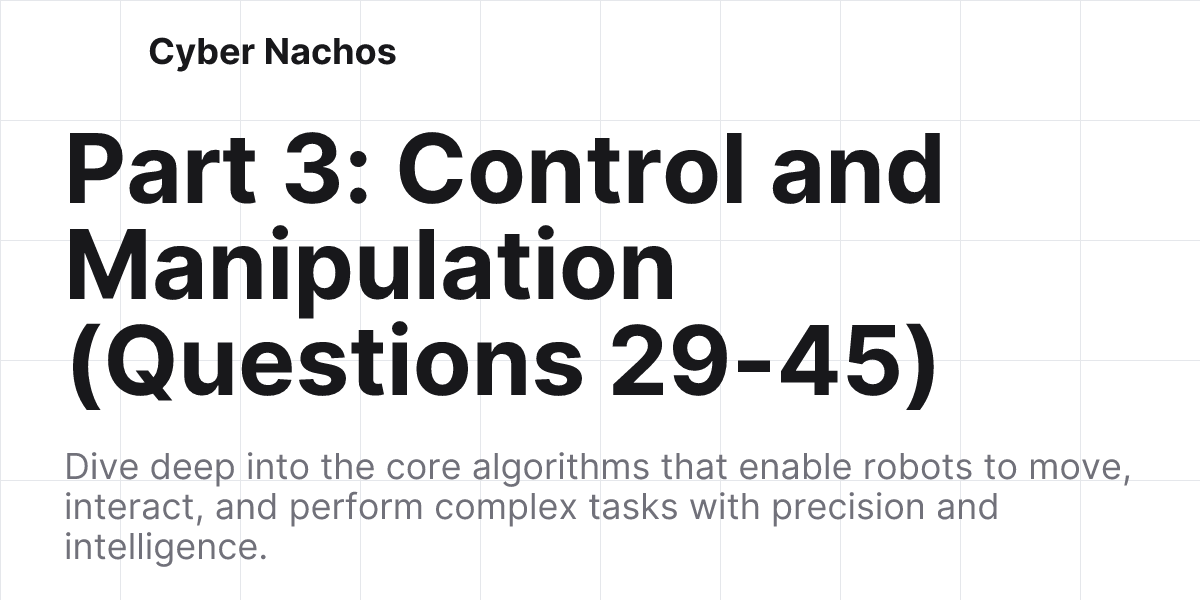 Cyber Nachos
Part 3: Control and
Manipulation
(Questions 29-45)
Dive deep into the core algorithms that enable robots to move,
interact, and perform complex tasks with precision and
intelligence.